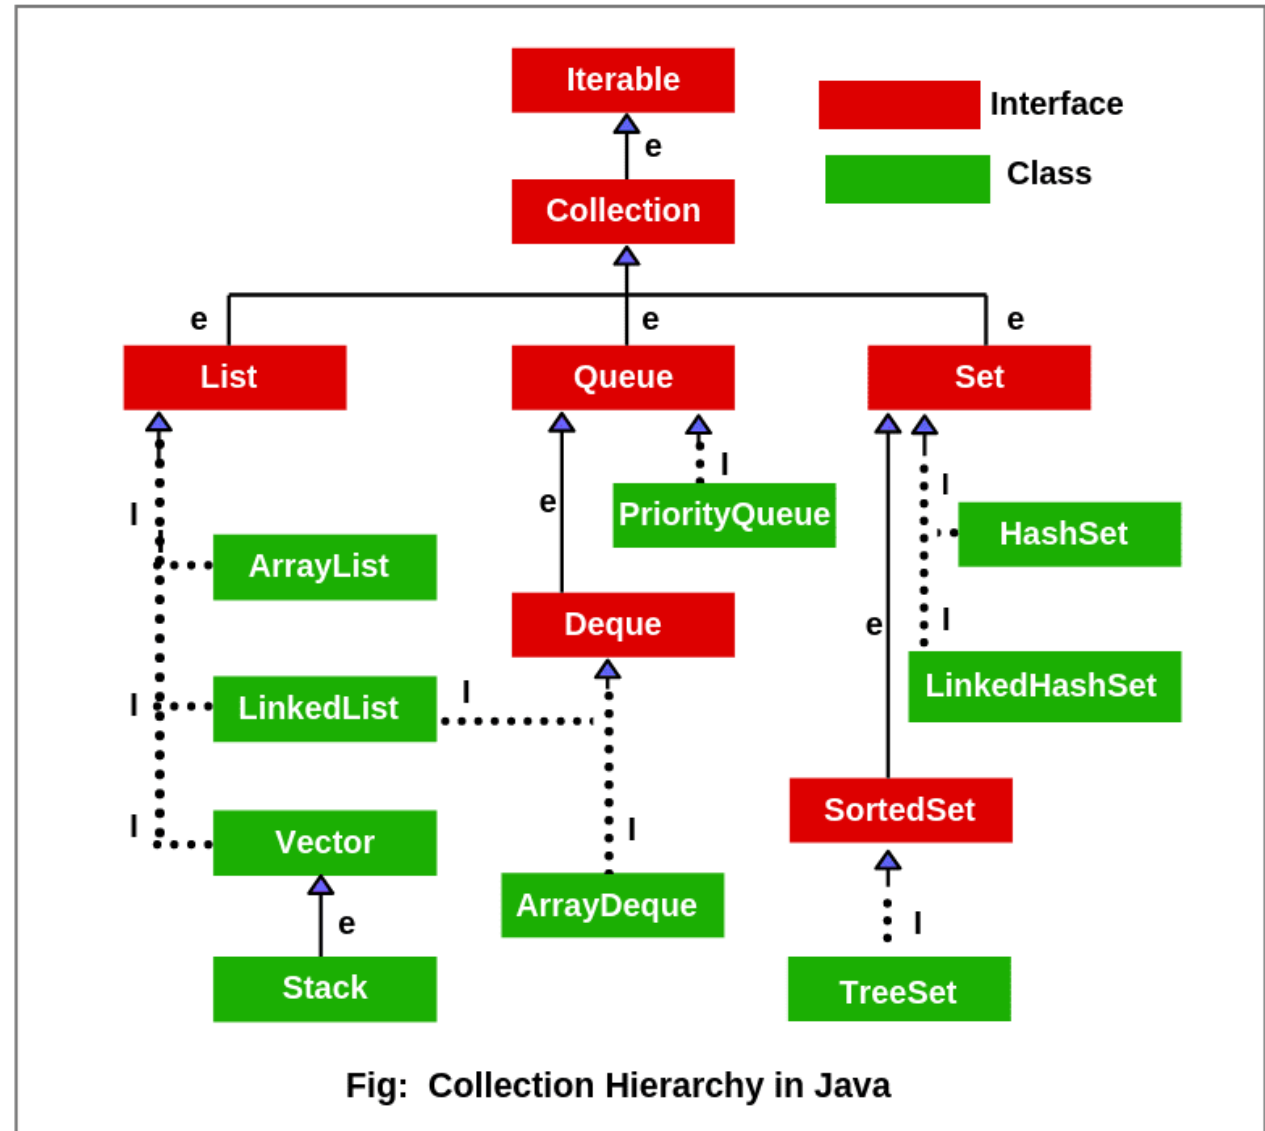 Iterable
Interface
e
Class
Collection
e
e
e
List
Queue
Set
I
I
e
PriorityQueue
I
HashSet
ArrayList
I
e
Deque
LinkedHashSet
I
I
LinkedList
SortedSet
I
I
Vector
ArrayDeque
e
I
Stack
TreeSet
Fig: Collection Hierarchy in Java